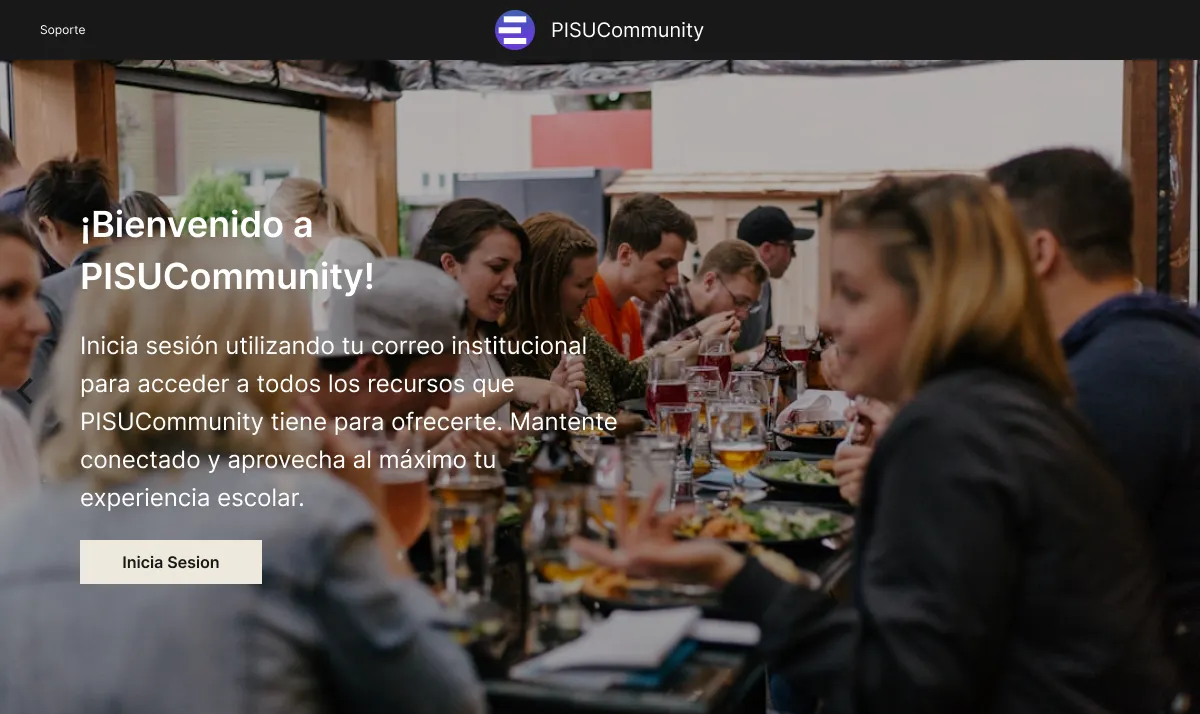 Soporte
PISUCommunity
¡Bienvenido a
PISUCommunity!
Inicia sesión utilizando tu correo institucional
para acceder a todos los recursos que
PISUCommunity tiene para ofrecerte. Mantente
conectado y aprovecha al máximo tu
experiencia escolar.
Inicia Sesion